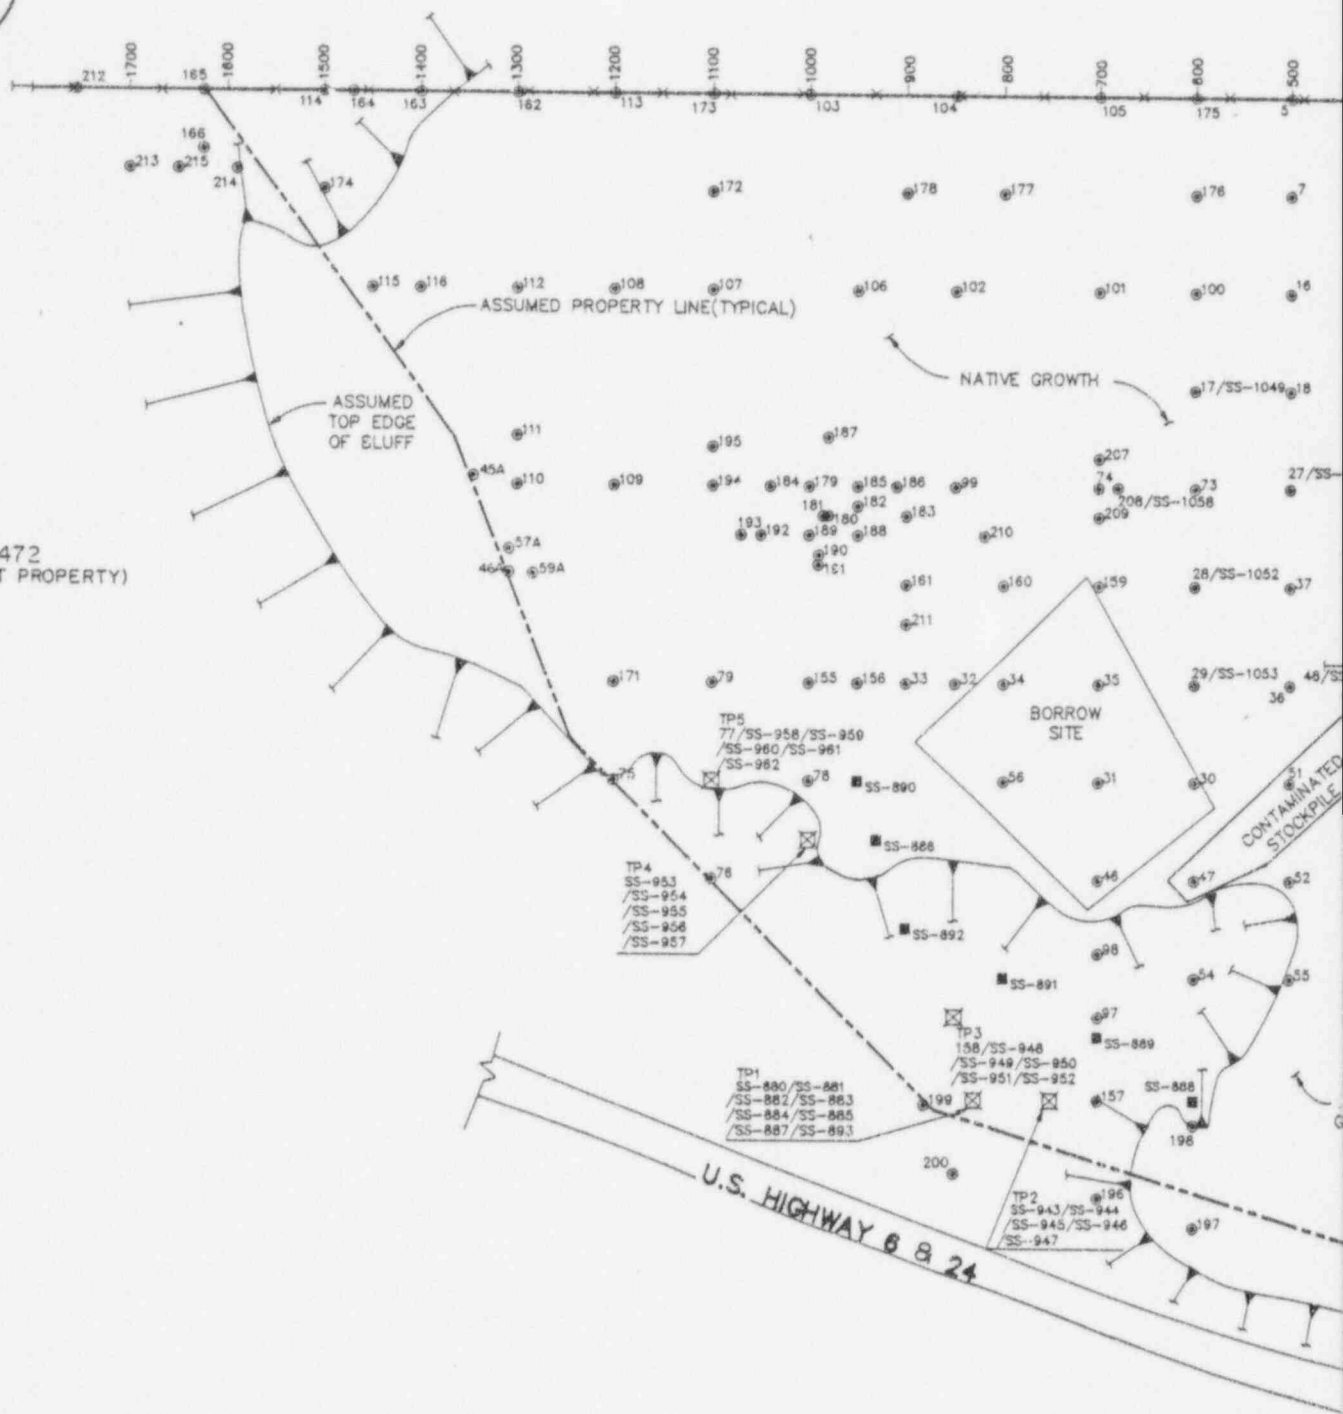 -1700
-1600
-1500
-1400
-1300
-1200
-1100
-1000
-900
-800
-700
-600
-500
212
165
114
164
163
162
113
173
103
104
105
175
5
166
213
215
214
174
172
178
177
176
7
115
116
112
108
107
106
102
101
100
16
ASSUMED PROPERTY LINE(TYPICAL)
NATIVE GROWTH
17/SS-1049
18
ASSUMED
TOP EDGE
OF BLUFF
111
195
187
207
45A
110
109
194
184
179
185
186
99
74
73
27/SS-
208/SS-1058
181
180
182
183
209
193
192
189
188
210
57A
190
191
472
T PROPERTY)
46A
59A
161
160
159
28/SS-1052
37
211
171
79
155
156
33
32
34
35
29/SS-1053
36
48/SS
BORROW
SITE
TP5
77/SS-958/SS-959
/SS-960/SS-961
/SS-962
75
78
SS-890
56
31
30
CONTAMINATED
STOCKPILE
SS-886
TP4
SS-953
/SS-954
/SS-955
/SS-956
/SS-957
76
46
47
52
SS-892
98
SS-891
54
55
97
SS-889
TP3
158/SS-948
/SS-949/SS-950
/SS-951/SS-952
TP1
SS-880/SS-881
/SS-882/SS-883
/SS-884/SS-885
/SS-887/SS-893
199
157
SS-888
198
G
200
TP2
SS-943/SS-944
/SS-945/SS-946
/SS-947
196
197
U.S. HIGHWAY 6 & 24